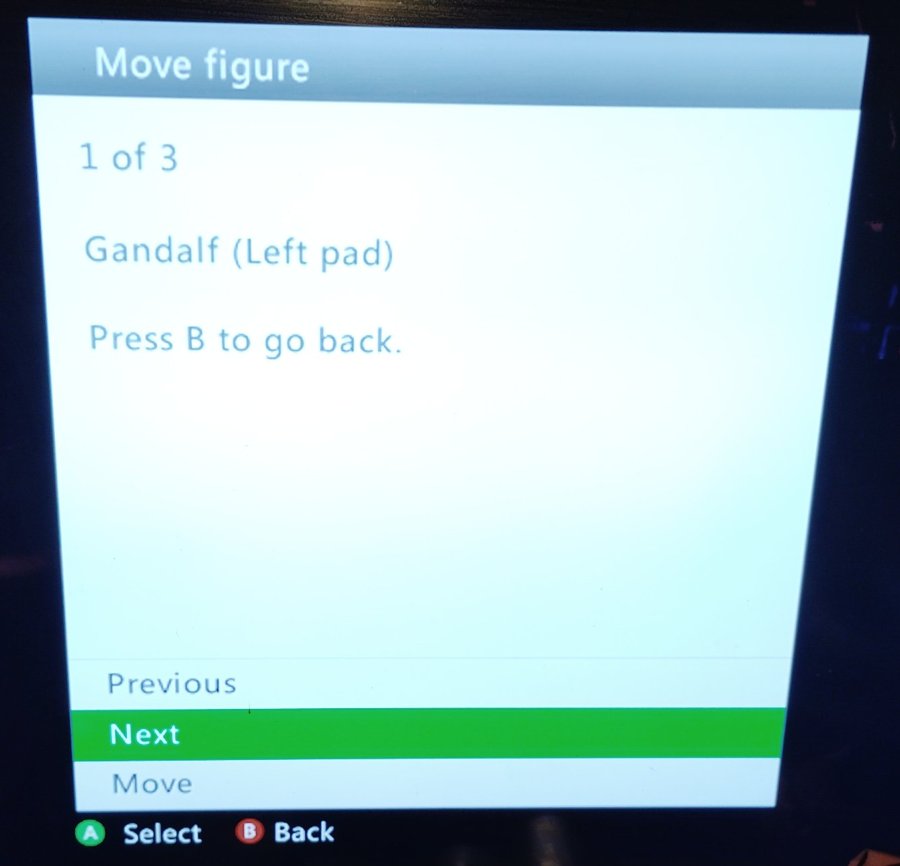 Move figure
1 of 3
Gandalf (Left pad)
Press B to go back.
Previous
Next
Move
A Select B Back